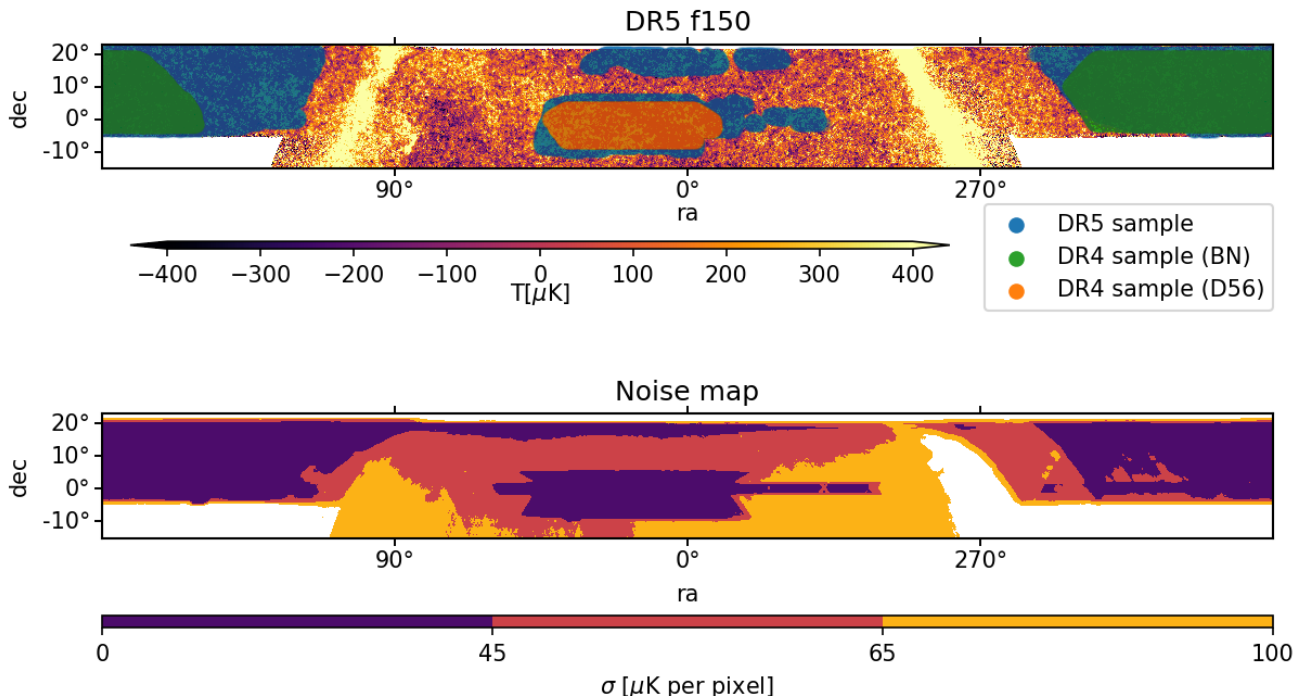 DR5 f150
20°
10°
0°
-10°
dec
90°
0°
270°
ra
−400
−300
−200
−100
0
100
200
300
400
T[μK]
DR5 sample
DR4 sample (BN)
DR4 sample (D56)
Noise map
20°
10°
0°
-10°
dec
90°
0°
270°
ra
0
45
65
100
σ [μK per pixel]